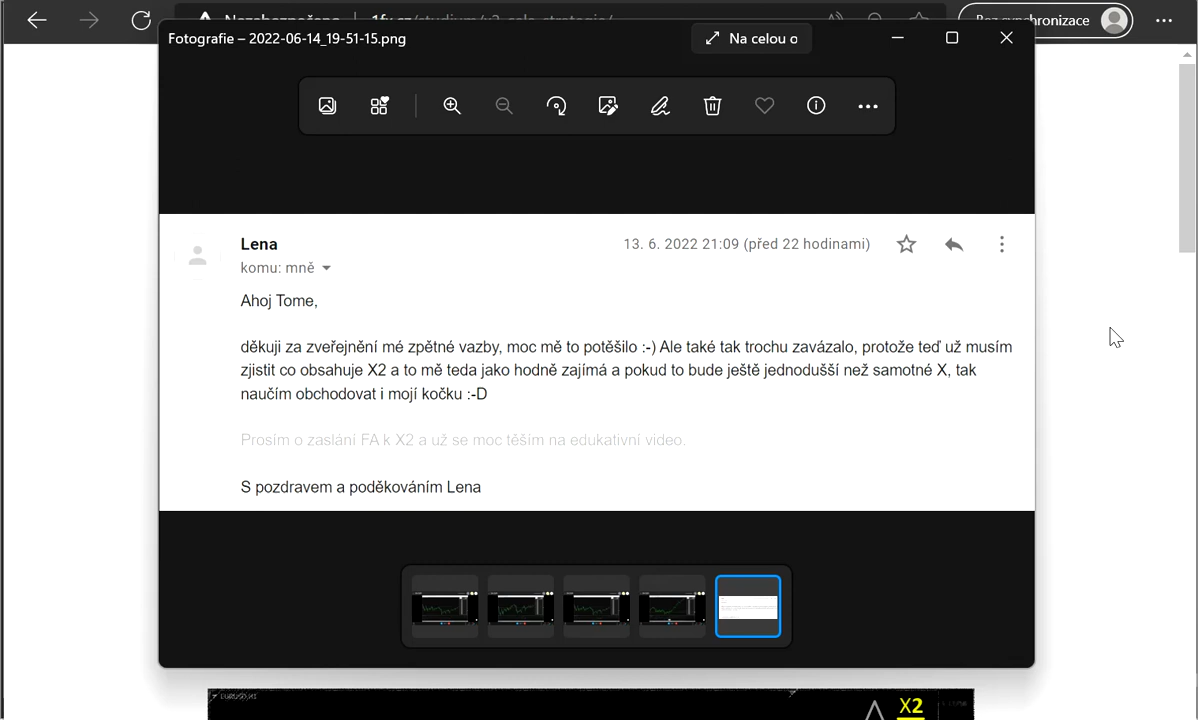 Fotografie – 2022-06-14_19-51-15.png
Na celou o
Lena
13. 6. 2022 21:09 (před 22 hodinami)
komu: mně
Ahoj Tome,
děkuji za zveřejnění mé zpětné vazby, moc mě to potěšilo :-) Ale také tak trochu zavázalo, protože teď už musím
zjistit co obsahuje X2 a to mě teda jako hodně zajímá a pokud to bude ještě jednodušší než samotné X, tak
naučím obchodovat i mojí kočku :-D
Prosím o zaslání FA k X2 a už se moc těším na edukativní video.
S pozdravem a poděkováním Lena
X2